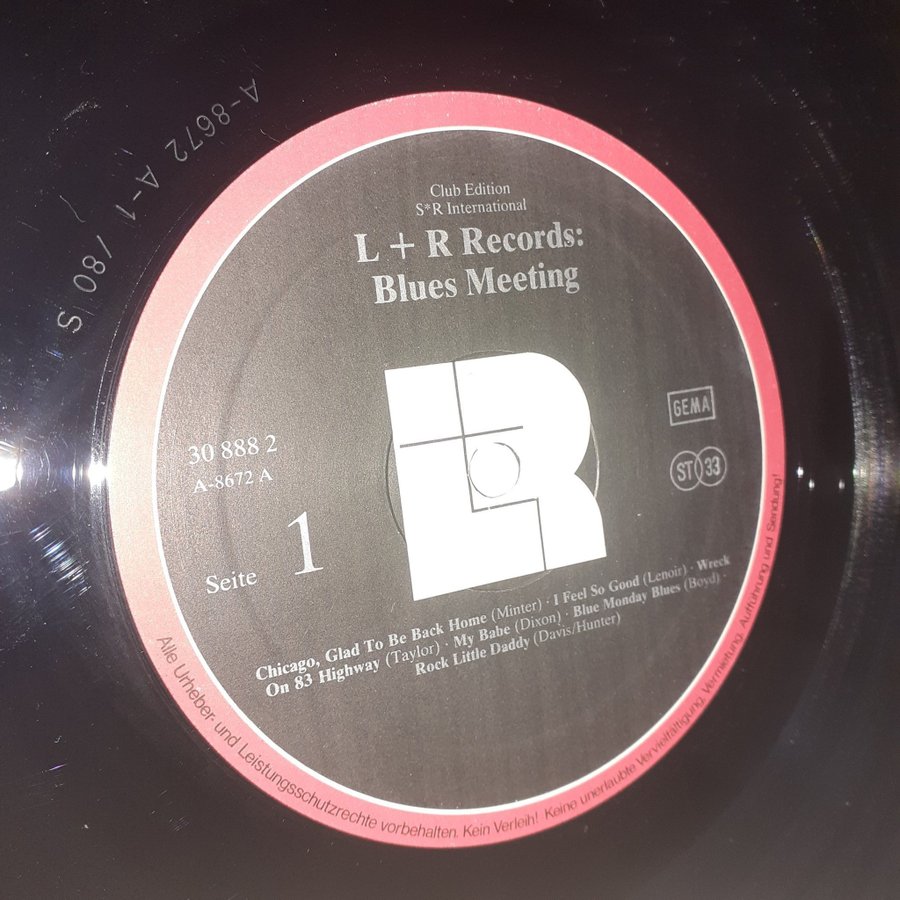 A-8672 A-1 /80 S
Club Edition
S*R International
L + R Records:
Blues Meeting
LR
GEMA
30 888 2
A-8672 A
ST 33
Seite 1
Chicago, Glad To Be Back Home (Minter) · I Feel So Good (Lenoir) · Wreck
On 83 Highway (Taylor) · My Babe (Dixon) · Blue Monday Blues (Boyd) ·
Rock Little Daddy (Davis/Hunter)
Alle Urheber- und Leistungsschutzrechte vorbehalten. Kein Verleih! Keine unerlaubte Vervielfältigung, Vermietung, Aufführung und Sendung!